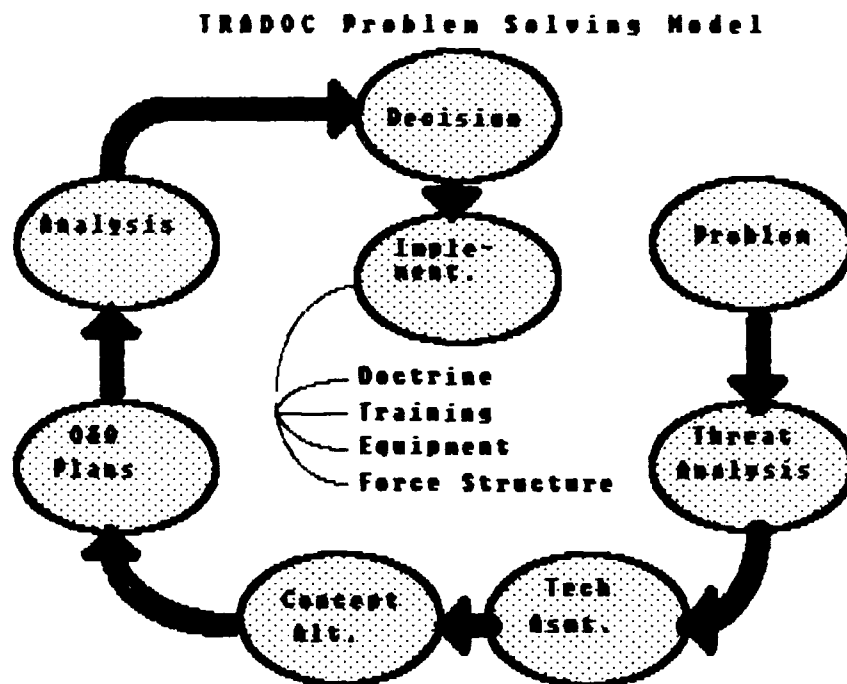 TRADOC Problem Solving Model
Decision
Analysis
Imple-
ment.
Problem
Doctrine
Training
Equipment
Force Structure
O&O
Plans
Threat
Analysis
Concept
Alt.
Tech
Asmt.